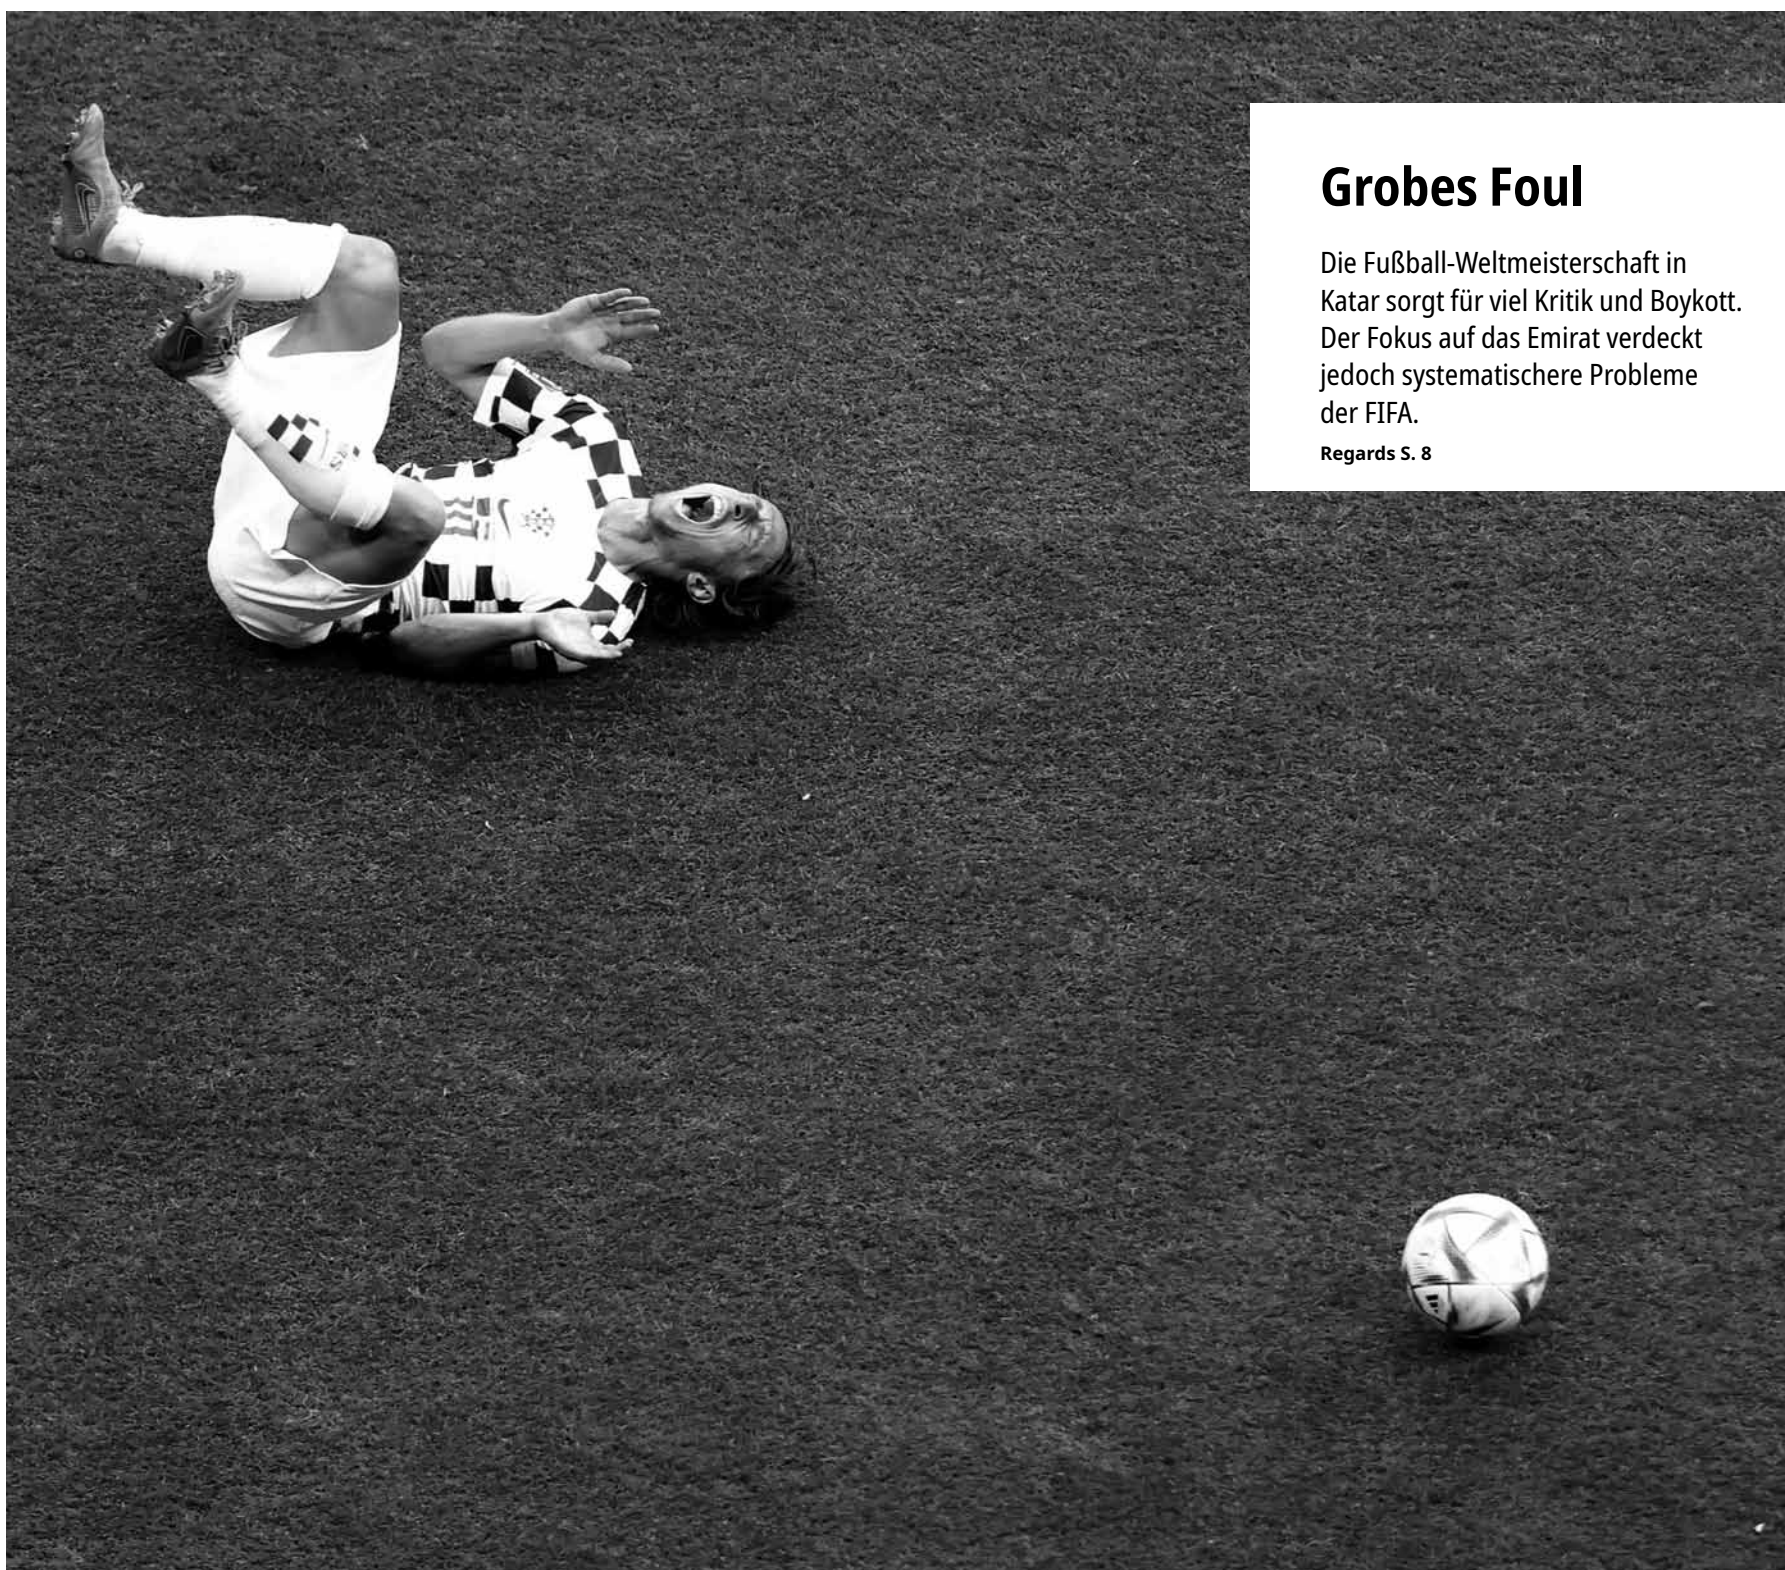 Grobes Foul
Die Fußball-Weltmeisterschaft in
Katar sorgt für viel Kritik und Boykott.
Der Fokus auf das Emirat verdeckt
jedoch systematischere Probleme
der FIFA.
Regards S. 8